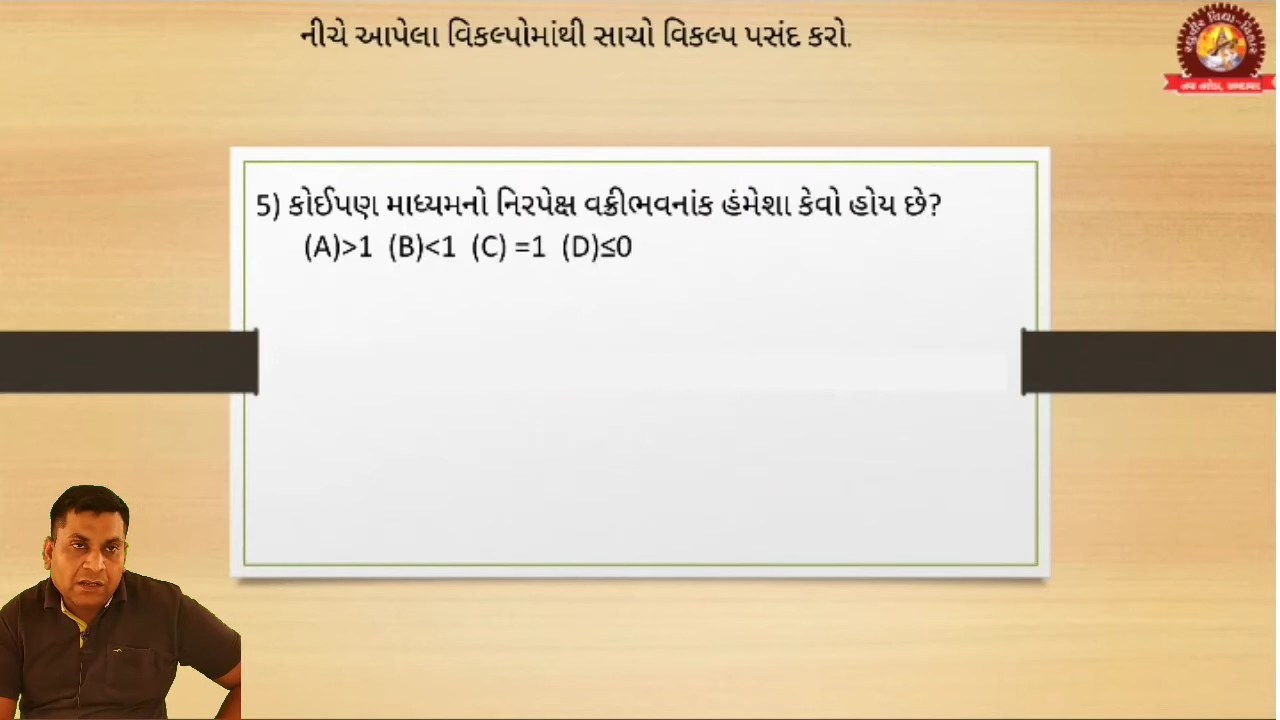 નીચે આપેલા વિકલ્પોમાંથી સાચો વિકલ્પ પસંદ કરો.
5) કોઈપણ માધ્યમનો નિરપેક્ષ વક્રીભવનાંક હંમેશા કેવો હોય છે?
(A)>1 (B)<1 (C) =1 (D)≤0